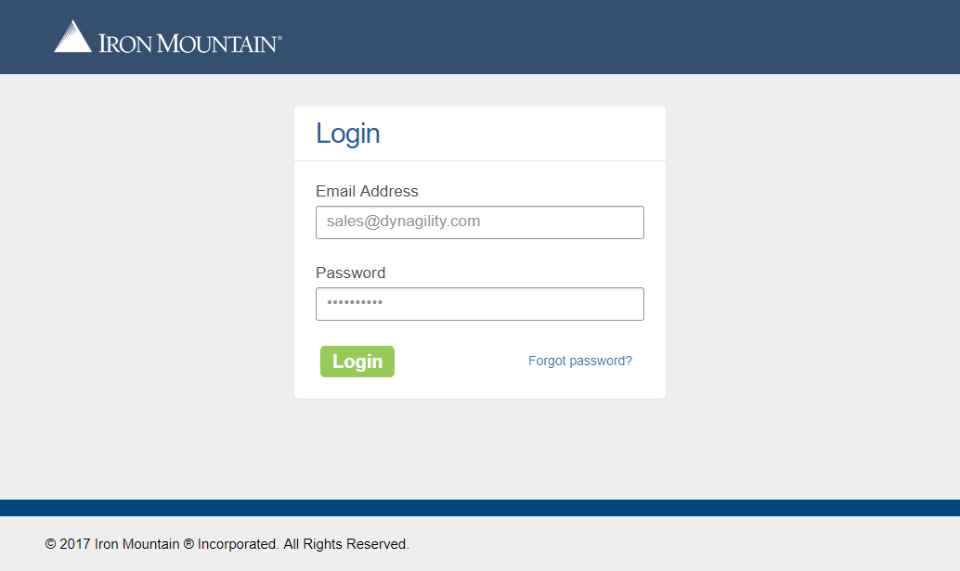 IRON MOUNTAIN®
Login
Email Address
sales@dynagility.com
Password
••••••••••
Login
Forgot password?
© 2017 Iron Mountain ® Incorporated. All Rights Reserved.